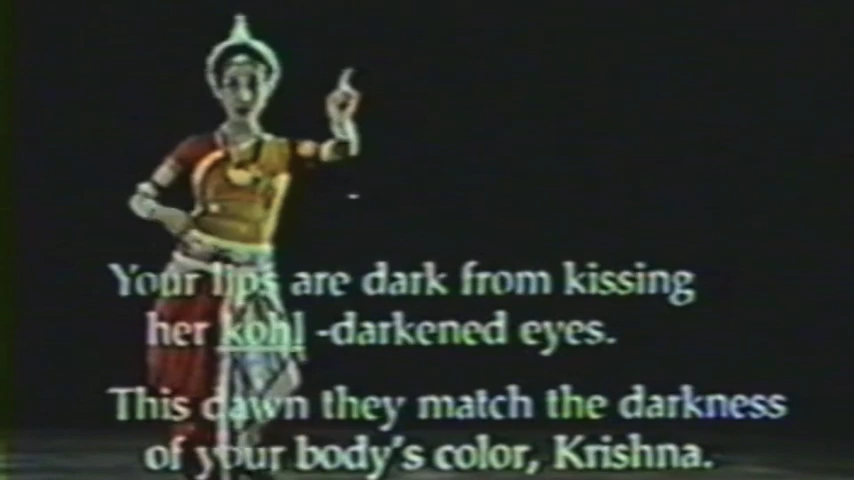 Your lips are dark from kissing
her kohl -darkened eyes.
This dawn they match the darkness
of your body's color, Krishna.